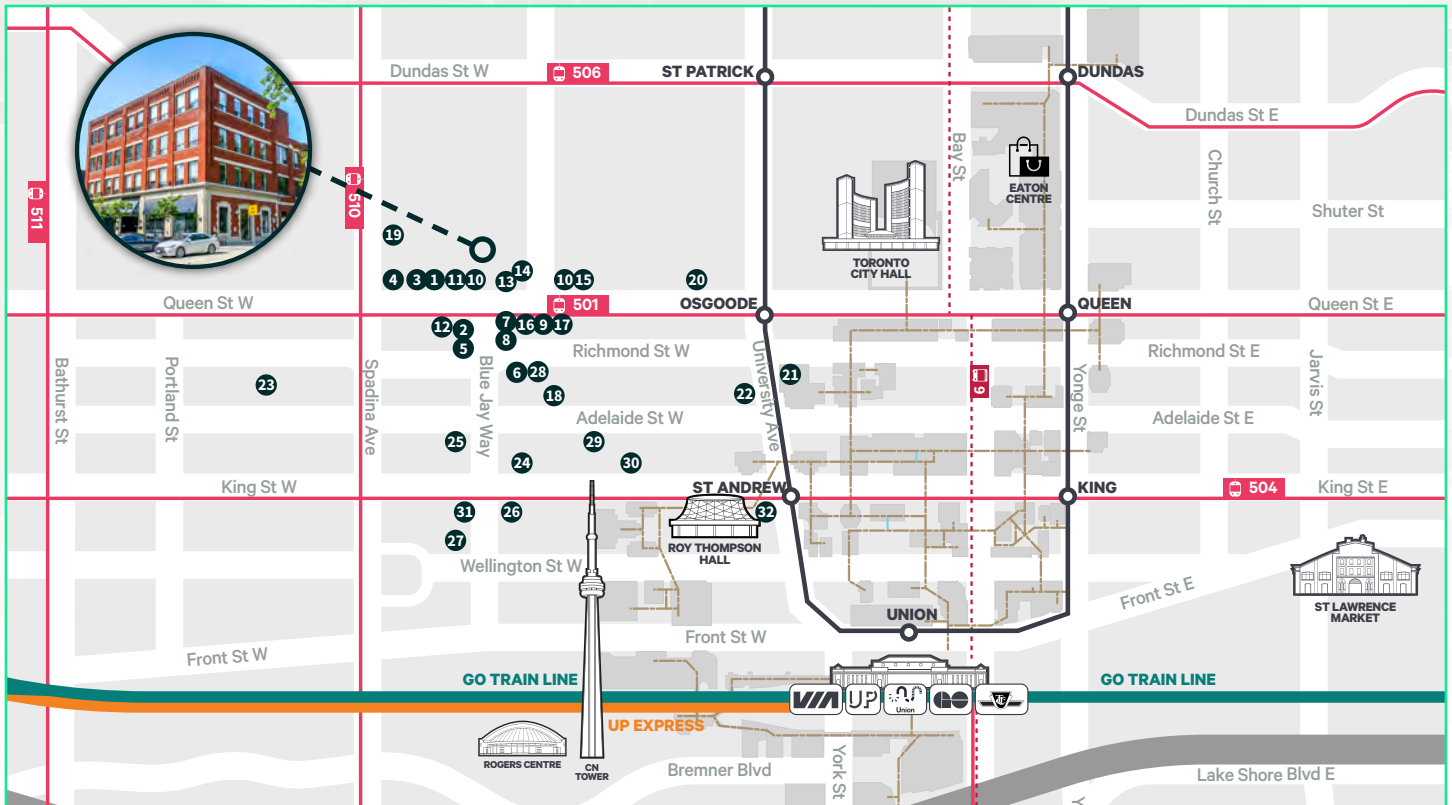 Dundas St W
506
ST PATRICK
DUNDAS
Dundas St E
Bay St
EATON
CENTRE
Church St
Shuter St
511
510
19
TORONTO
CITY HALL
4
3
1
11
10
13
14
10
15
20
Queen St W
501
OSGOODE
QUEEN
Queen St E
12
2
7
16
9
17
5
8
Richmond St W
Richmond St E
Bathurst St
Portland St
Spadina Ave
Blue Jay Way
University Ave
Yonge St
Jarvis St
23
6
28
18
22
21
6
Adelaide St W
Adelaide St E
25
24
29
30
King St W
ST ANDREW
KING
504
King St E
31
26
32
27
ROY THOMPSON
HALL
Wellington St W
Front St E
ST LAWRENCE
MARKET
UNION
Front St W
Front St W
GO TRAIN LINE
GO TRAIN LINE
VIA
UP
Union
GO
TTC
UP EXPRESS
ROGERS CENTRE
CN
TOWER
Bremner Blvd
York St
Lake Shore Blvd E
Y